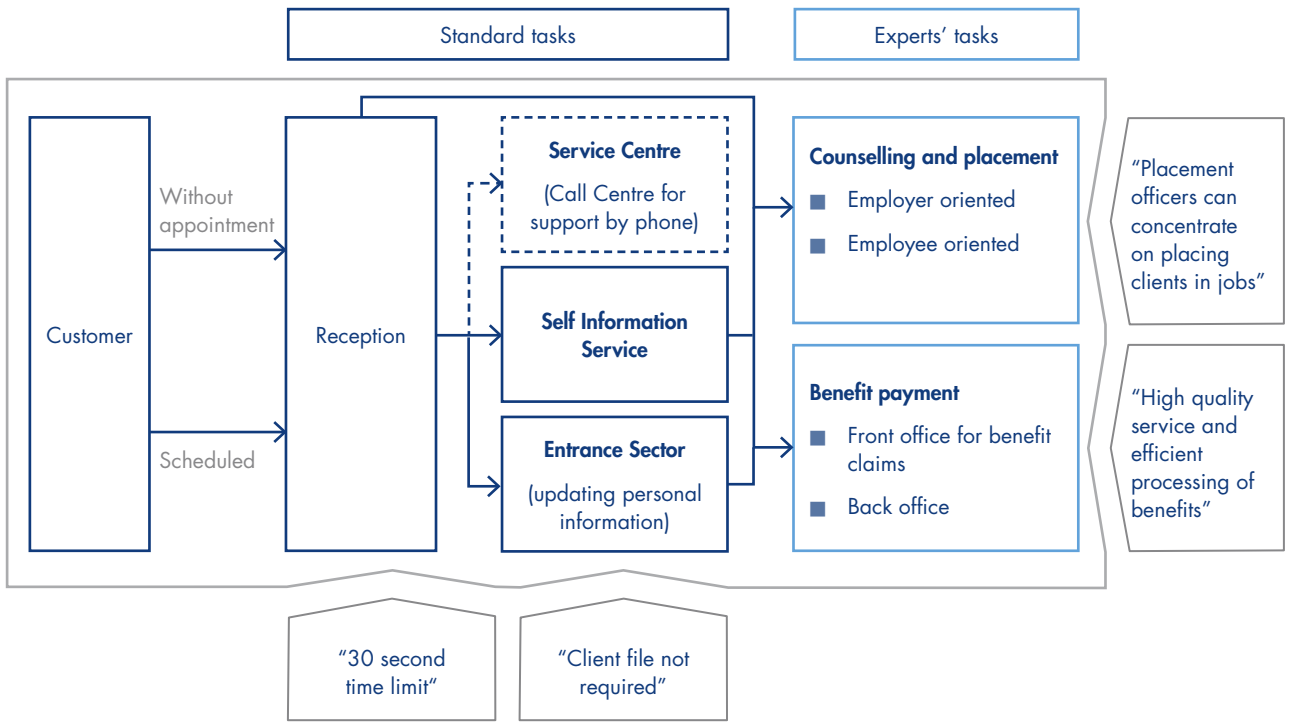 Standard tasks
Experts’ tasks
Customer
Without
appointment
Scheduled
Reception
Service Centre
(Call Centre for
support by phone)
Self Information
Service
Entrance Sector
(updating personal
information)
Counselling and placement
Employer oriented
Employee oriented
Benefit payment
Front office for benefit
claims
Back office
“Placement
officers can
concentrate
on placing
clients in jobs”
“High quality
service and
efficient
processing of
benefits”
“30 second
time limit“
“Client file not
required”